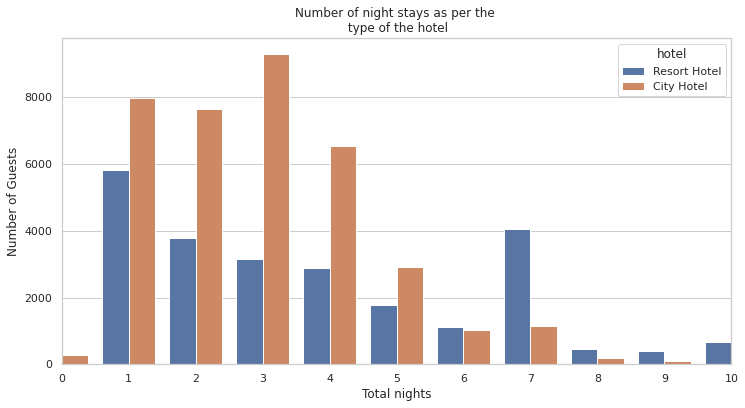 Number of night stays as per the
type of the hotel
hotel
Resort Hotel
City Hotel
Number of Guests
8000
6000
4000
2000
0
0 1 2 3 4 5 6 7 8 9 10
Total nights